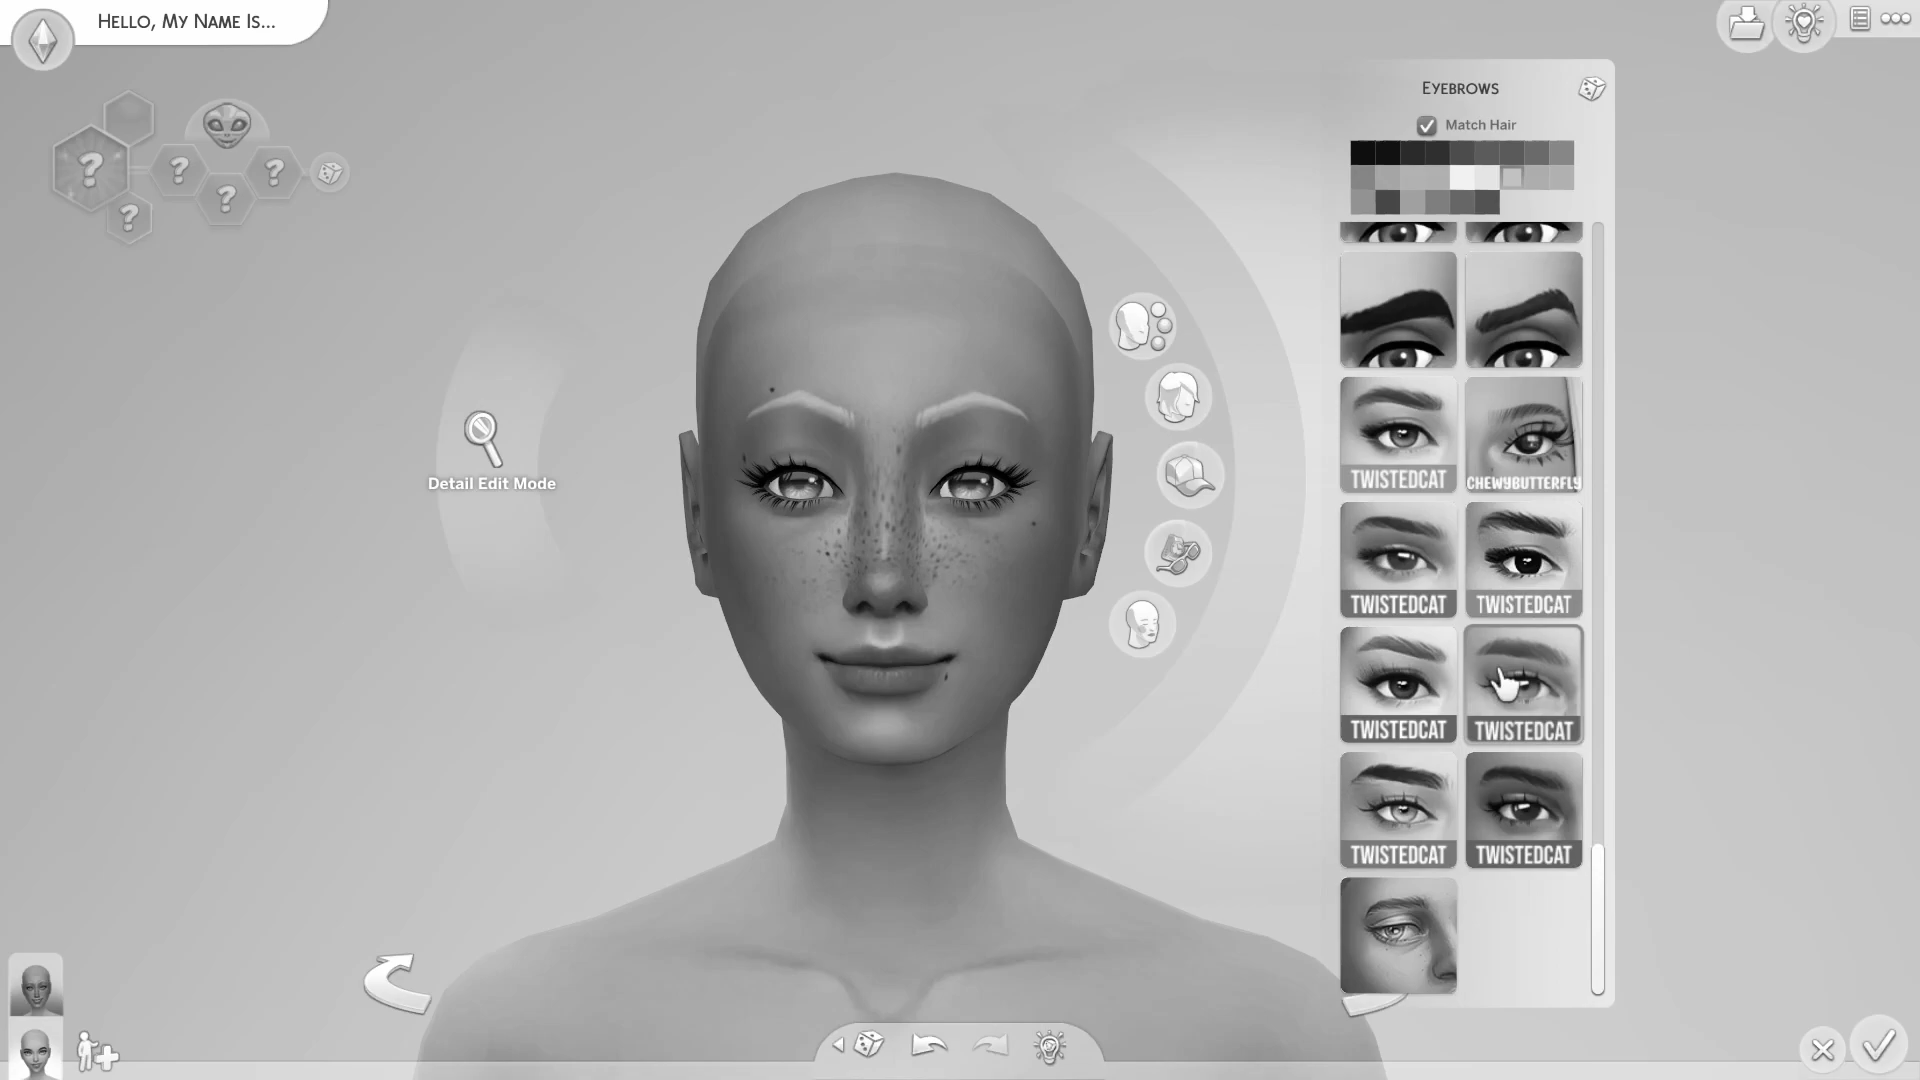 HELLO, MY NAME IS...
EYEBROWS
Match Hair
Detail Edit Mode
TWISTEDCAT
CHEWYBUTTERFLY
TWISTEDCAT
TWISTEDCAT
TWISTEDCAT
TWISTEDCAT
TWISTEDCAT
TWISTEDCAT